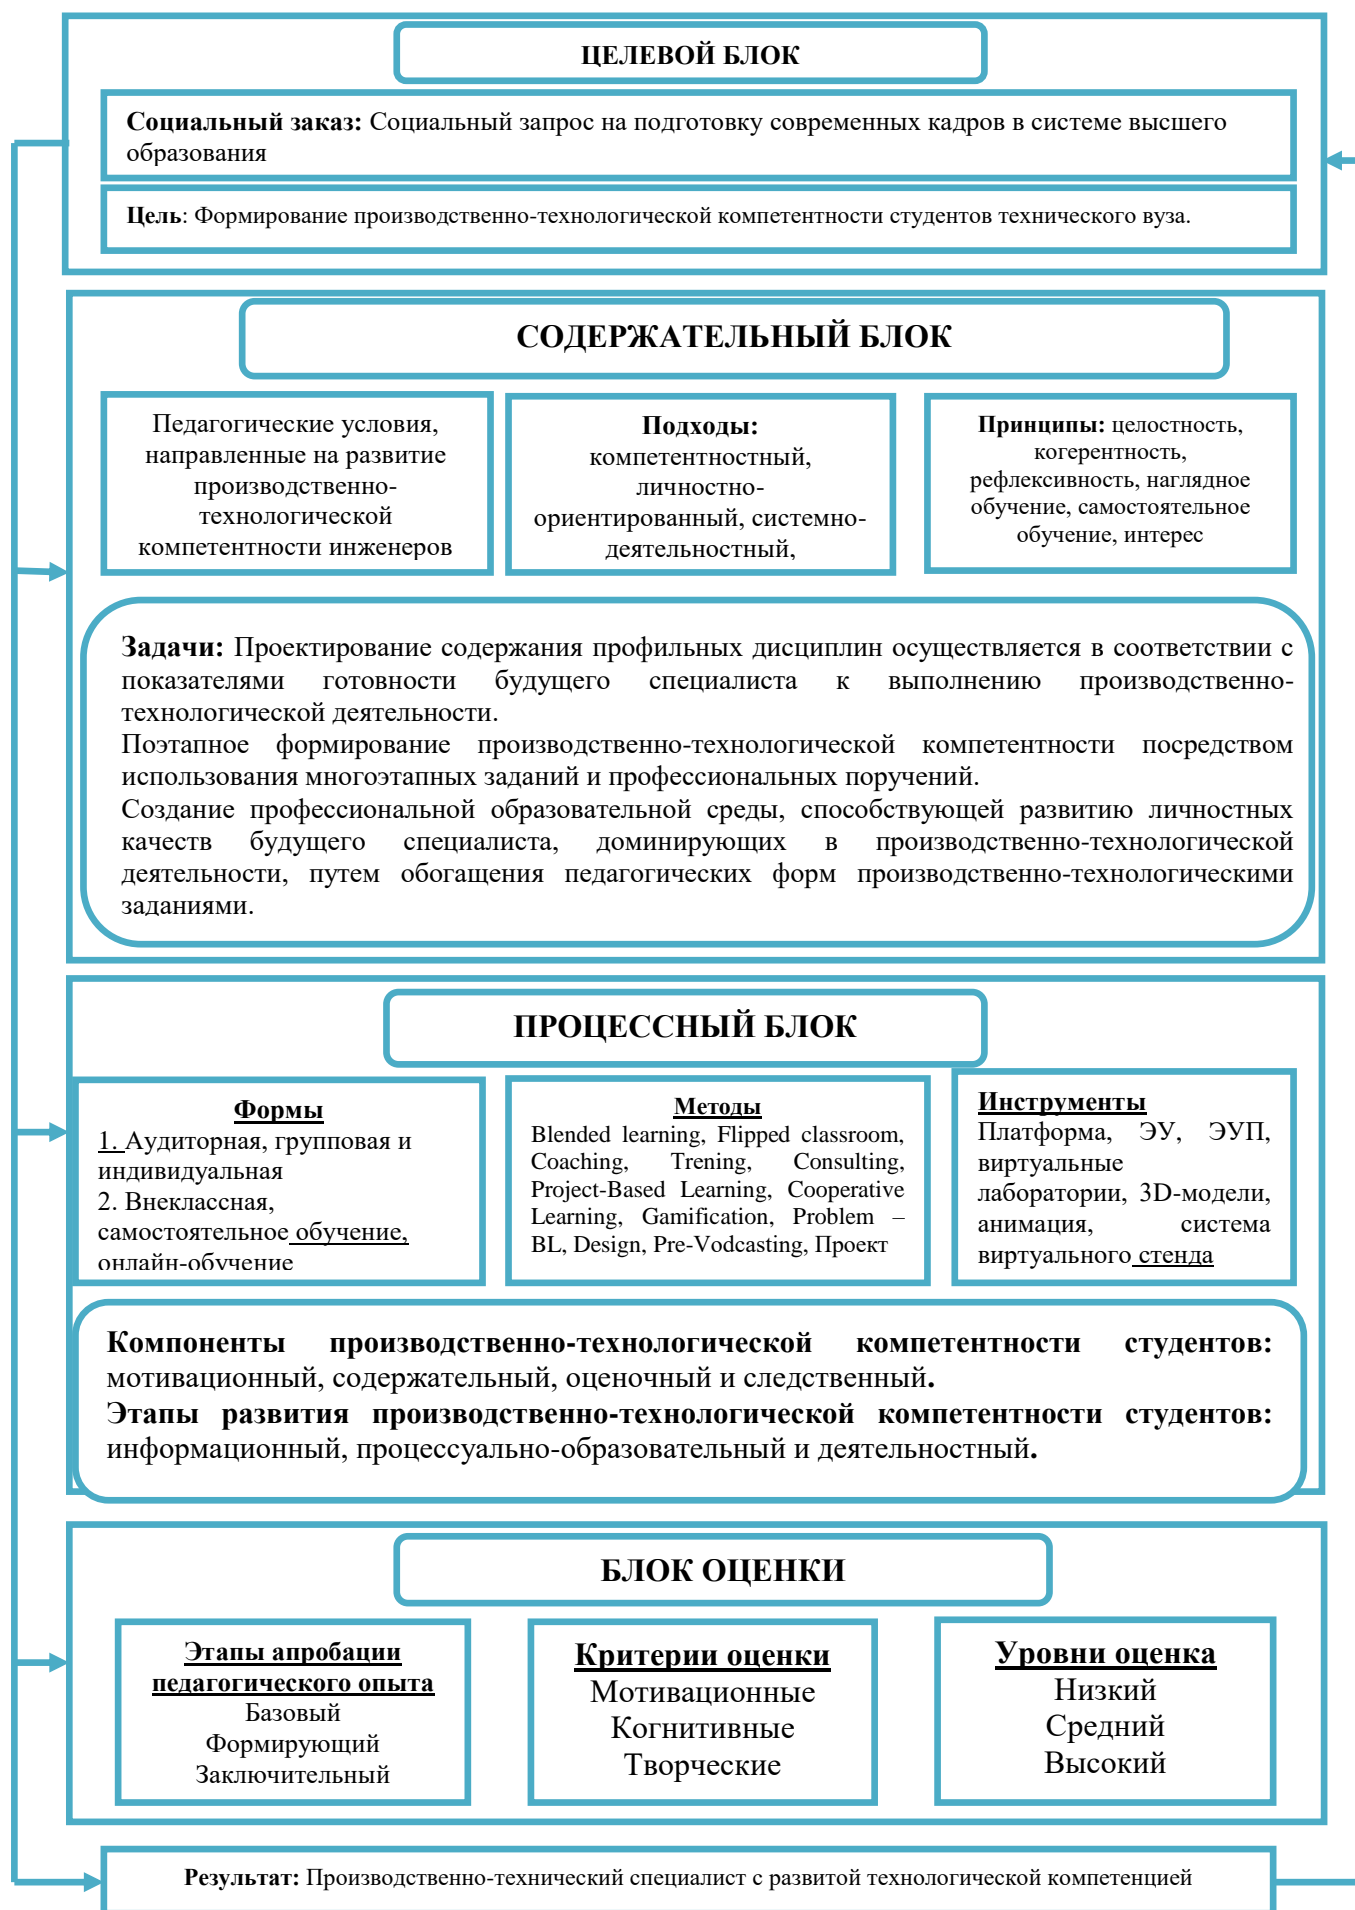 ЦЕЛЕВОЙ БЛОК
Социальный заказ: Социальный запрос на подготовку современных кадров в системе высшего
образования
Цель: Формирование производственно-технологической компетентности студентов технического вуза.
СОДЕРЖАТЕЛЬНЫЙ БЛОК
Педагогические условия,
направленные на развитие
производственно-
технологической
компетентности инженеров
Подходы:
компетентностный,
личностно-
ориентированный, системно-
деятельностный,
Принципы: целостность,
когерентность,
рефлексивность, наглядное
обучение, самостоятельное
обучение, интерес
Задачи: Проектирование содержания профильных дисциплин осуществляется в соответствии с
показателями готовности будущего специалиста к выполнению производственно-
технологической деятельности.
Поэтапное формирование производственно-технологической компетентности посредством
использования многоэтапных заданий и профессиональных поручений.
Создание профессиональной образовательной среды, способствующей развитию личностных
качеств будущего специалиста, доминирующих в производственно-технологической
деятельности, путем обогащения педагогических форм производственно-технологическими
заданиями.
ПРОЦЕССНЫЙ БЛОК
Формы
1. Аудиторная, групповая и
индивидуальная
2. Внеклассная,
самостоятельное обучение,
онлайн-обучение
Методы
Blended learning, Flipped classroom,
Coaching, Trening, Consulting,
Project-Based Learning, Cooperative
Learning, Gamification, Problem –
BL, Design, Pre-Vodcasting, Проект
Инструменты
Платформа, ЭУ, ЭУП,
виртуальные
лаборатории, 3D-модели,
анимация, система
виртуального стенда
Компоненты производственно-технологической компетентности студентов:
мотивационный, содержательный, оценочный и следственный.
Этапы развития производственно-технологической компетентности студентов:
информационный, процессуально-образовательный и деятельностный.
БЛОК ОЦЕНКИ
Этапы апробации
педагогического опыта
Базовый
Формирующий
Заключительный
Критерии оценки
Мотивационные
Когнитивные
Творческие
Уровни оценка
Низкий
Средний
Высокий
Результат: Производственно-технический специалист с развитой технологической компетенцией